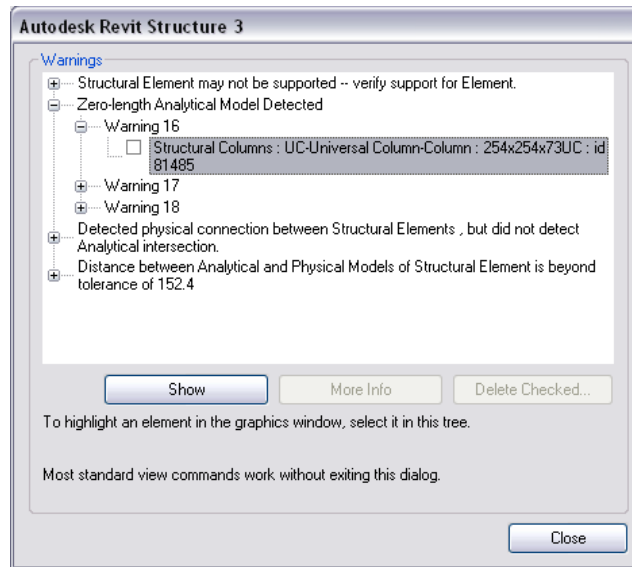 Autodesk Revit Structure 3
Warnings
Structural Element may not be supported -- verify support for Element.
Zero-length Analytical Model Detected
Warning 16
Structural Columns : UC-Universal Column-Column : 254x254x73UC : id
81485
Warning 17
Warning 18
Detected physical connection between Structural Elements , but did not detect
Analytical intersection.
Distance between Analytical and Physical Models of Structural Element is beyond
tolerance of 152.4
Show
More Info
Delete Checked...
To highlight an element in the graphics window, select it in this tree.
Most standard view commands work without exiting this dialog.
Close